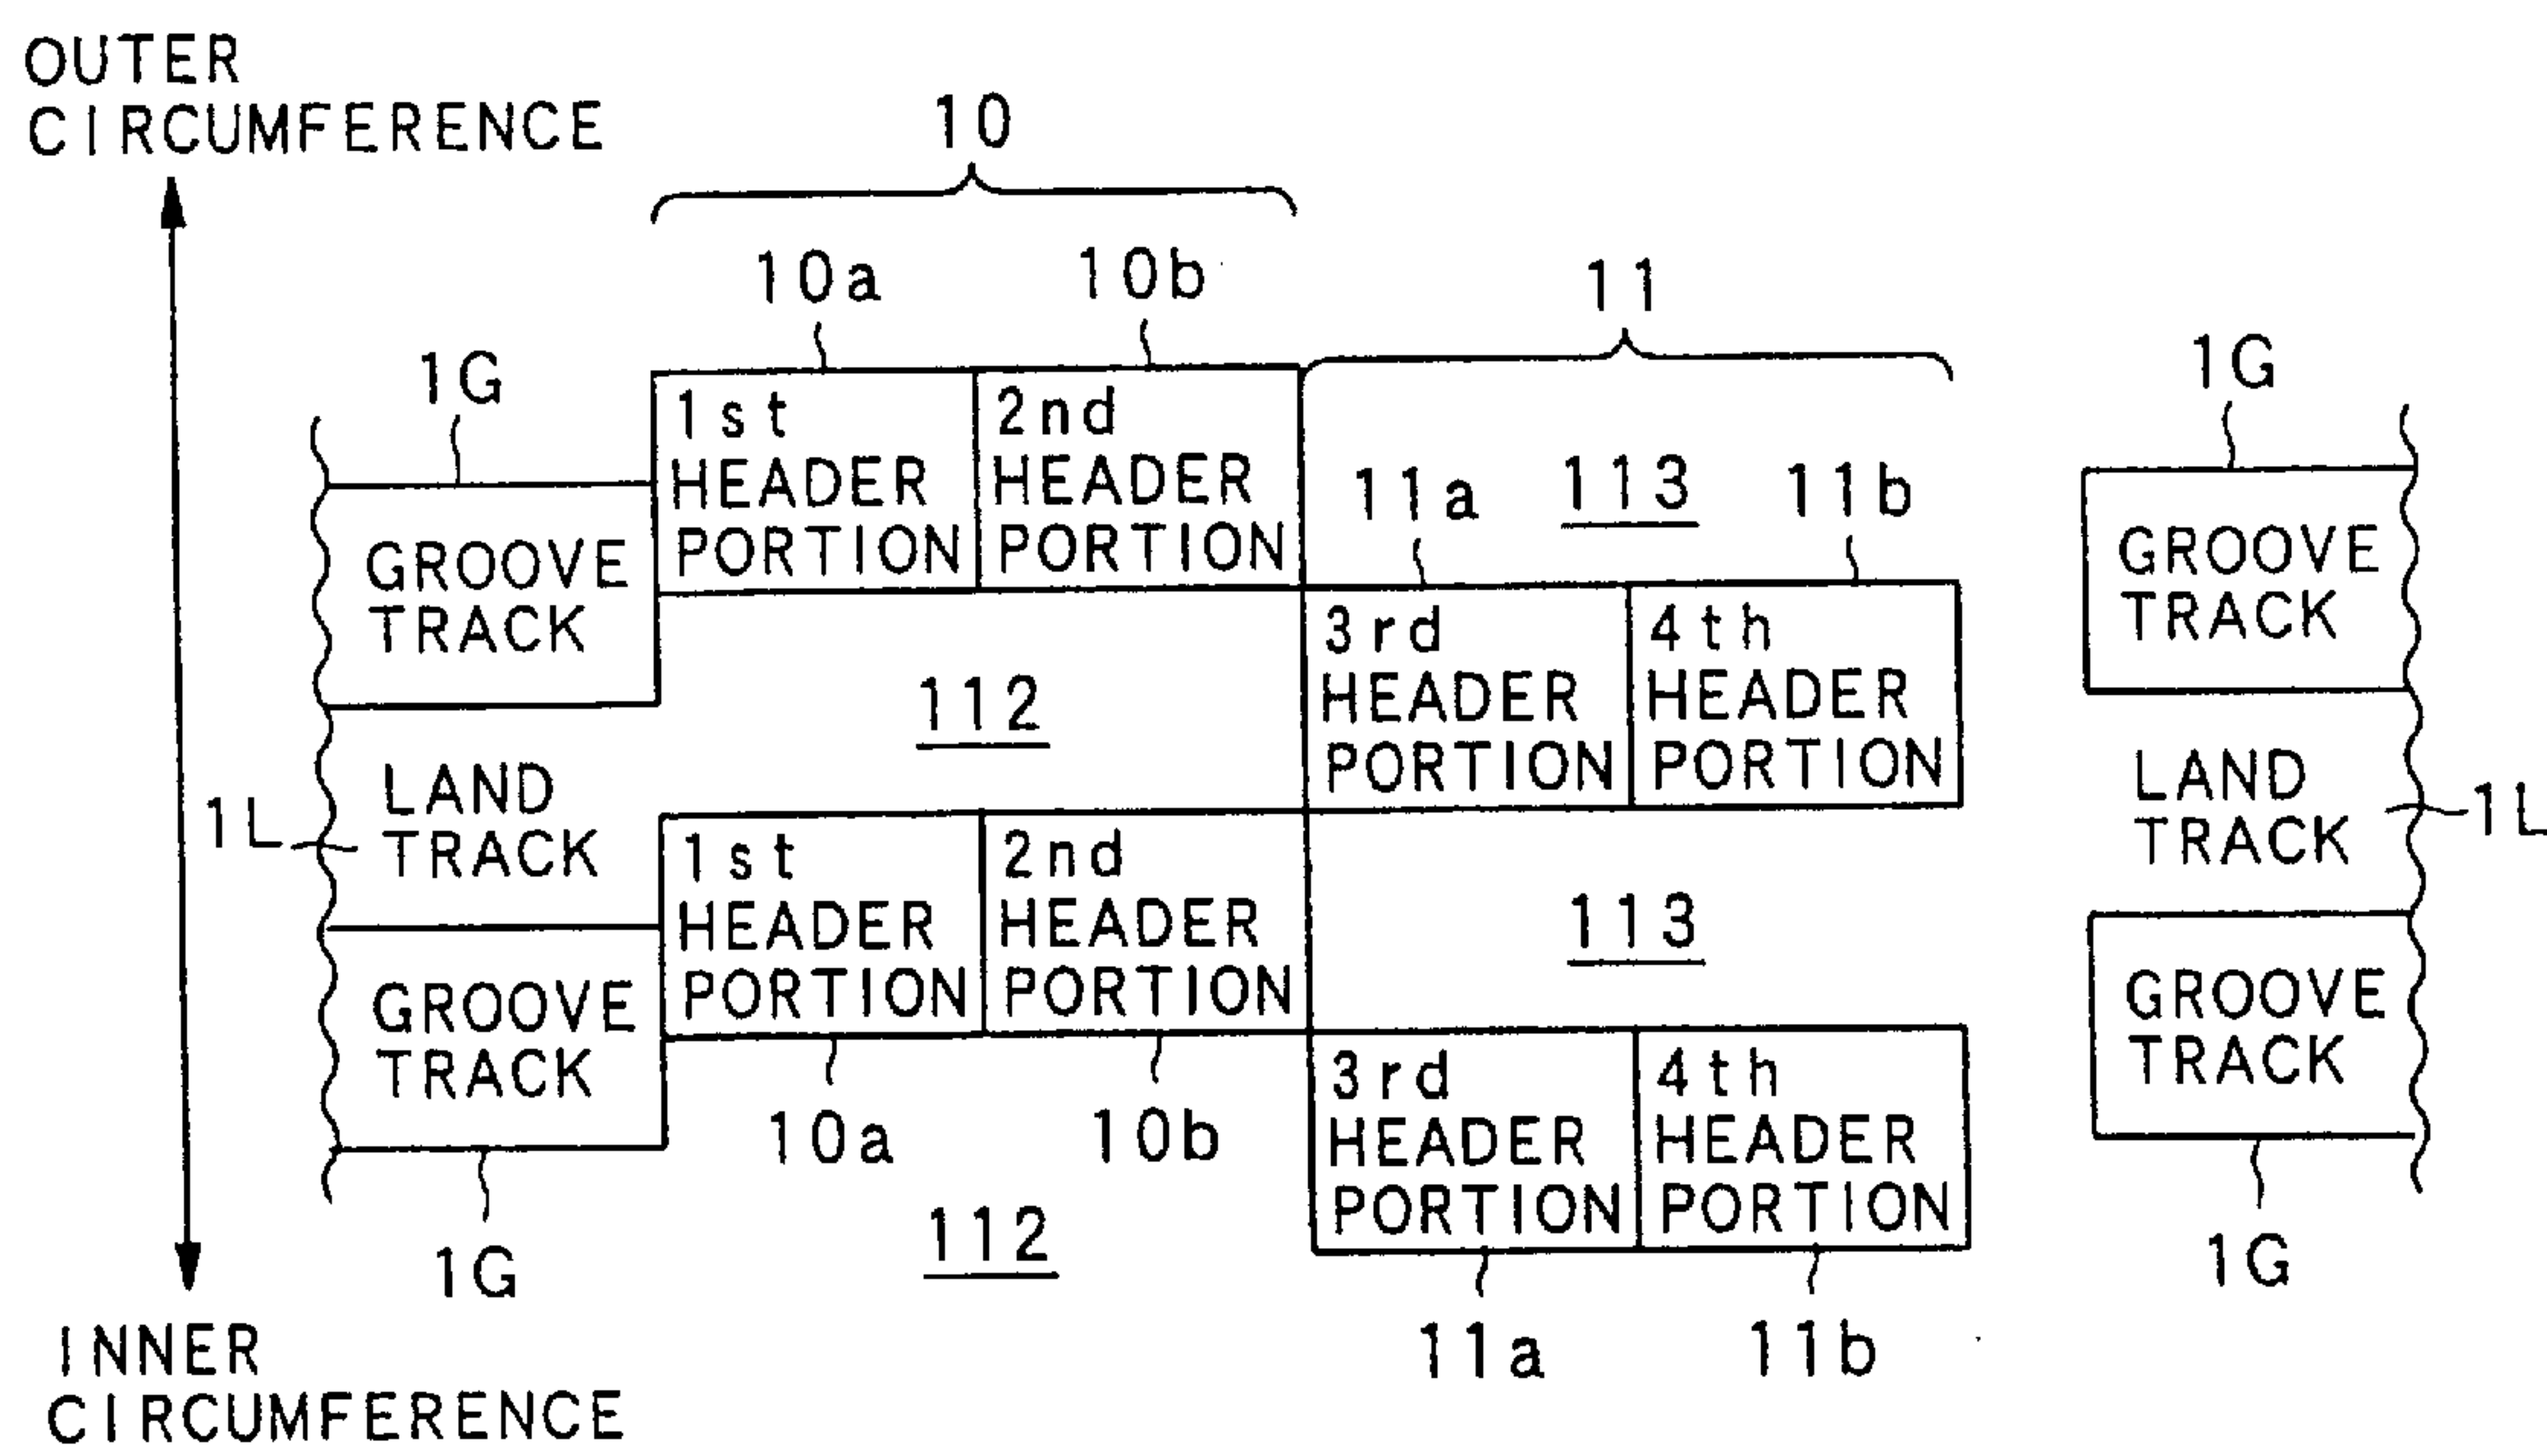 OUTER
CIRCUMFERENCE
10
10a
10b
11
1G
1G
1st
HEADER
PORTION
2nd
HEADER
PORTION
11a
113
11b
GROOVE
TRACK
GROOVE
TRACK
3rd
HEADER
PORTION
4th
HEADER
PORTION
112
LAND
TRACK
1L
LAND
TRACK
1L
1st
HEADER
PORTION
2nd
HEADER
PORTION
113
GROOVE
TRACK
GROOVE
TRACK
3rd
HEADER
PORTION
4th
HEADER
PORTION
10a
10b
112
1G
1G
11a
11b
INNER
CIRCUMFERENCE